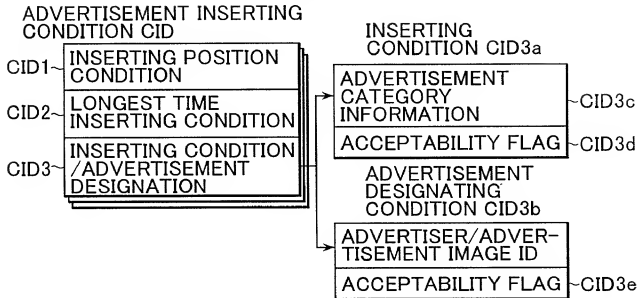 ADVERTISEMENT INSERTING
CONDITION CID
CID1
INSERTING POSITION
CONDITION
CID2
LONGEST TIME
INSERTING CONDITION
CID3
INSERTING CONDITION
/ADVERTISEMENT
DESIGNATION
INSERTING
CONDITION CID3a
ADVERTISEMENT
CATEGORY
INFORMATION
CID3c
ACCEPTABILITY FLAG
CID3d
ADVERTISEMENT
DESIGNATING
CONDITION CID3b
ADVERTISER/ADVER-
TISEMENT IMAGE ID
ACCEPTABILITY FLAG
CID3e